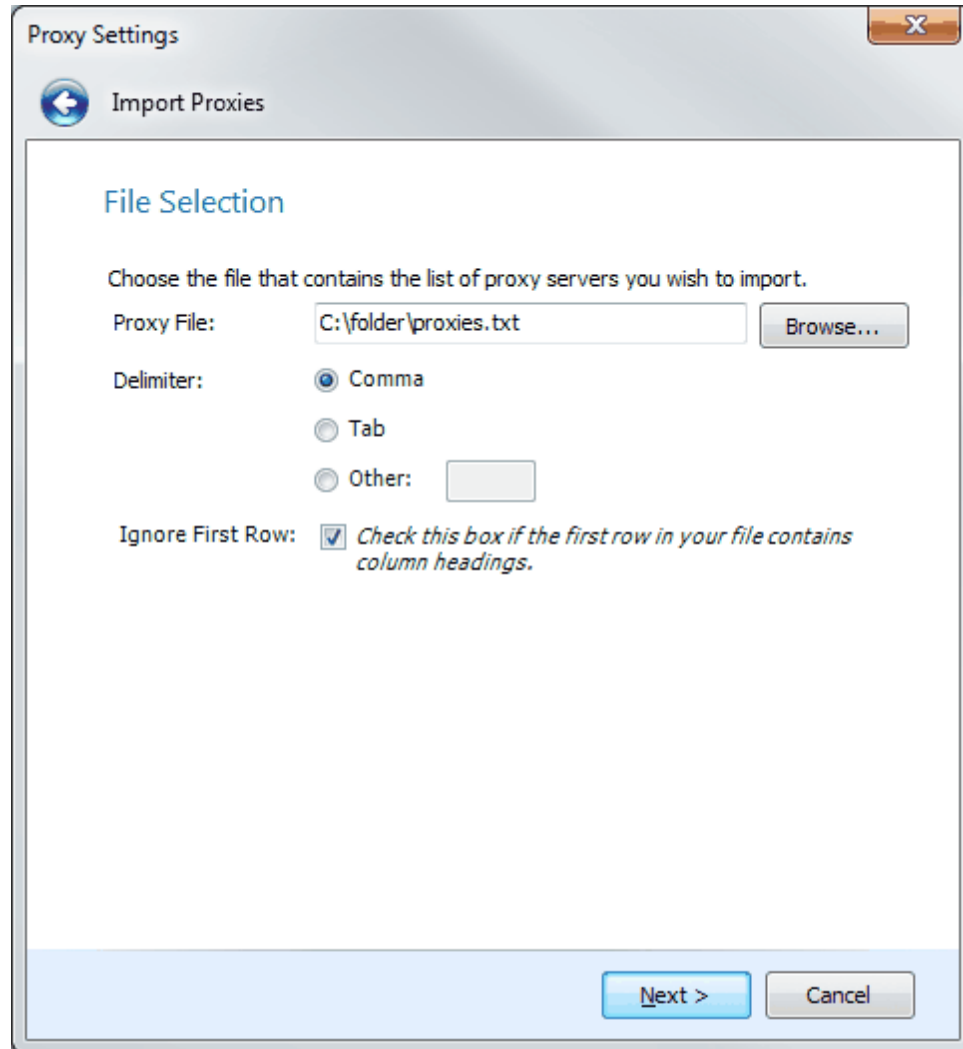 Proxy Settings
Import Proxies
File Selection
Choose the file that contains the list of proxy servers you wish to import.
Proxy File: C:\folder\proxies.txt Browse...
Delimiter: Comma
Tab
Other:
Ignore First Row: Check this box if the first row in your file contains
column headings.
Next > Cancel